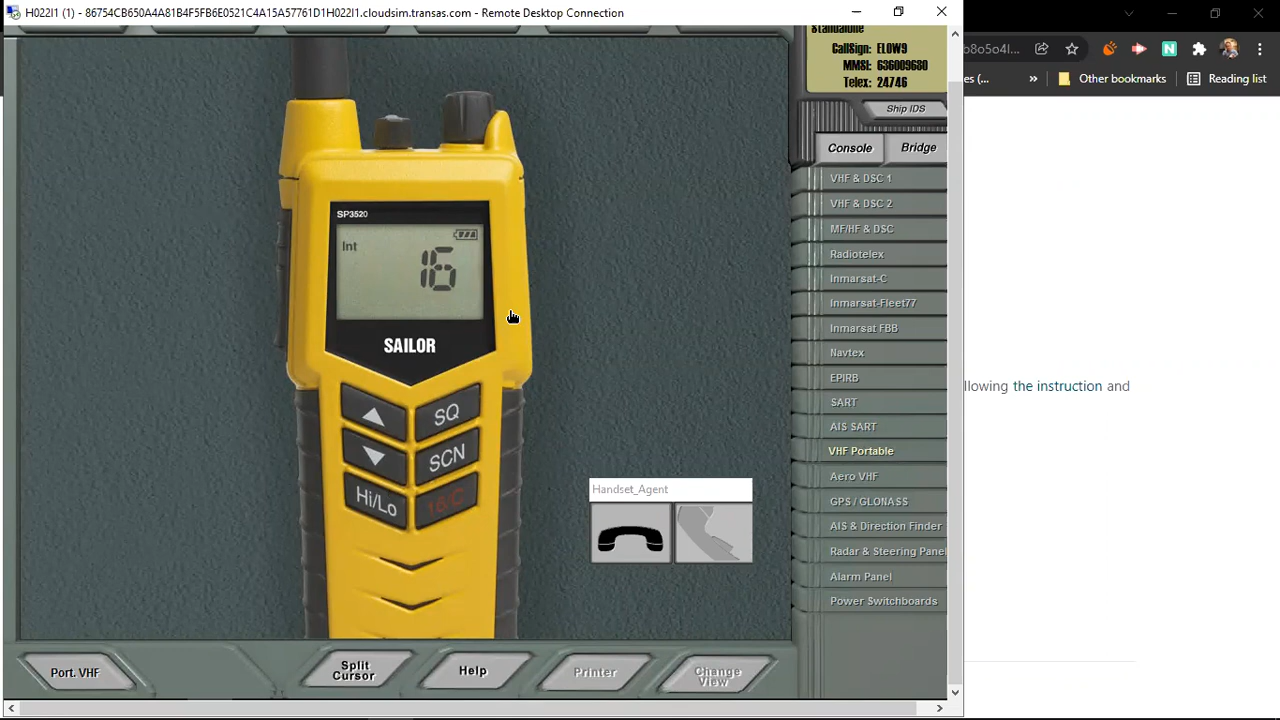 H022I1 (1) - 86754CB650A4A81B4F5FB6E0521C4A15A57761D1H022I1.cloudsim.transas.com - Remote Desktop Connection
Standalone
CallSign: ELOW9
MMSI: 636009680
Telex: 24746
Ship IDS
Console
Bridge
VHF & DSC 1
VHF & DSC 2
MF/HF & DSC
Radiotelex
Inmarsat-C
Inmarsat-Fleet77
Inmarsat FBB
Navtex
EPIRB
SART
AIS SART
VHF Portable
Aero VHF
GPS / GLONASS
AIS & Direction Finder
Radar & Steering Panel
Alarm Panel
Power Switchboards
SP3520
Int
16
SAILOR
SQ
SCN
Hi/Lo
16/C
Handset_Agent
Port. VHF
Split Cursor
Help
Printer
Change View
b8o5o4l...
es (...
»
Other bookmarks
Reading list
llowing the instruction and